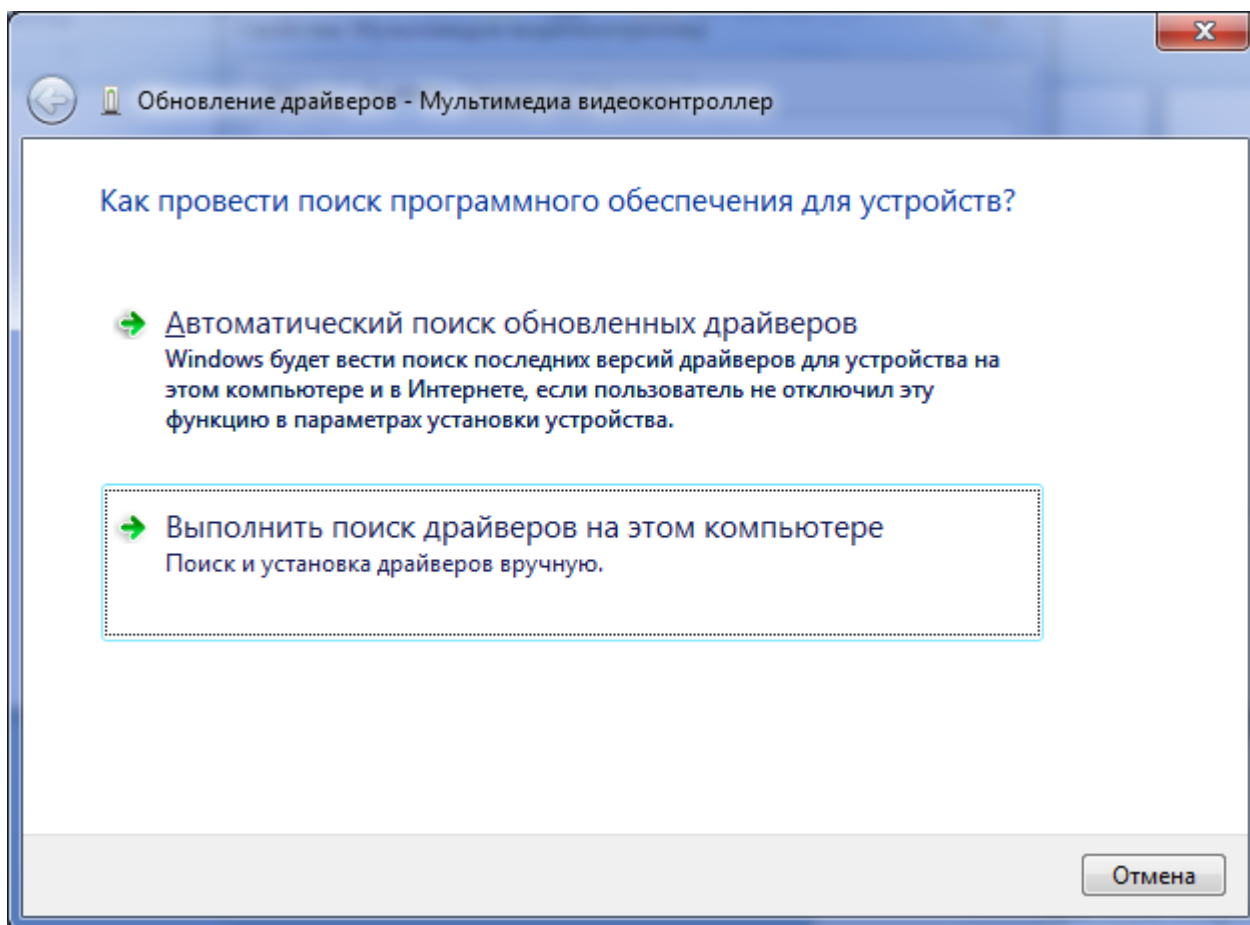 Обновление драйверов - Мультимедиа видеоконтроллер
Как провести поиск программного обеспечения для устройств?
Автоматический поиск обновленных драйверов
Windows будет вести поиск последних версий драйверов для устройства на
этом компьютере и в Интернете, если пользователь не отключил эту
функцию в параметрах установки устройства.
Выполнить поиск драйверов на этом компьютере
Поиск и установка драйверов вручную.
Отмена